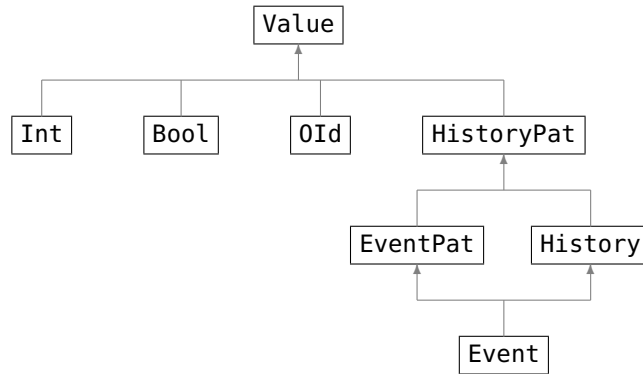 Value
Int Bool OId HistoryPat
EventPat History
Event